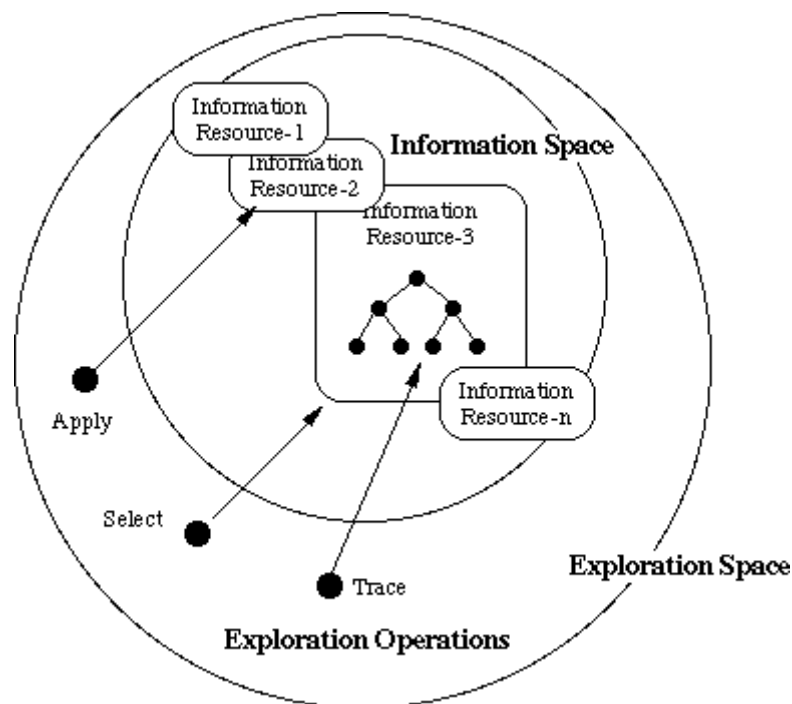 Information
Resource-1
Information
Resource-2
Information Space
Information
Resource-3
Information
Resource-n
Apply
Select
Trace
Exploration Space
Exploration Operations